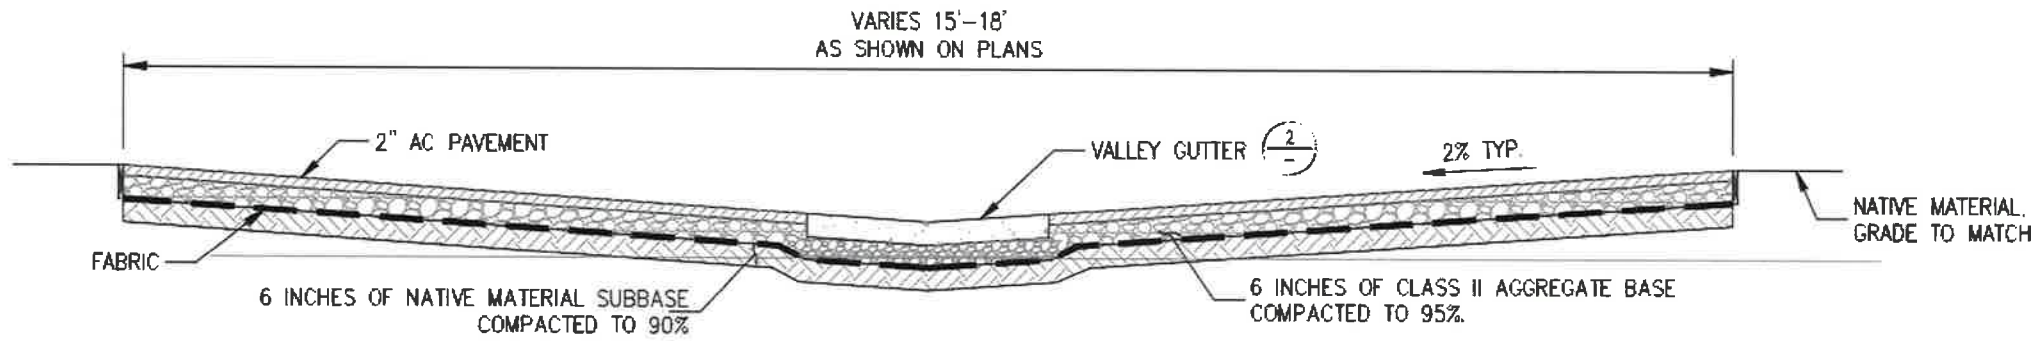 VARIES 15'-18'
AS SHOWN ON PLANS
2" AC PAVEMENT
VALLEY GUTTER
2
-
2% TYP.
NATIVE MATERIAL.
GRADE TO MATCH
FABRIC
6 INCHES OF NATIVE MATERIAL SUBBASE
COMPACTED TO 90%
6 INCHES OF CLASS II AGGREGATE BASE
COMPACTED TO 95%.